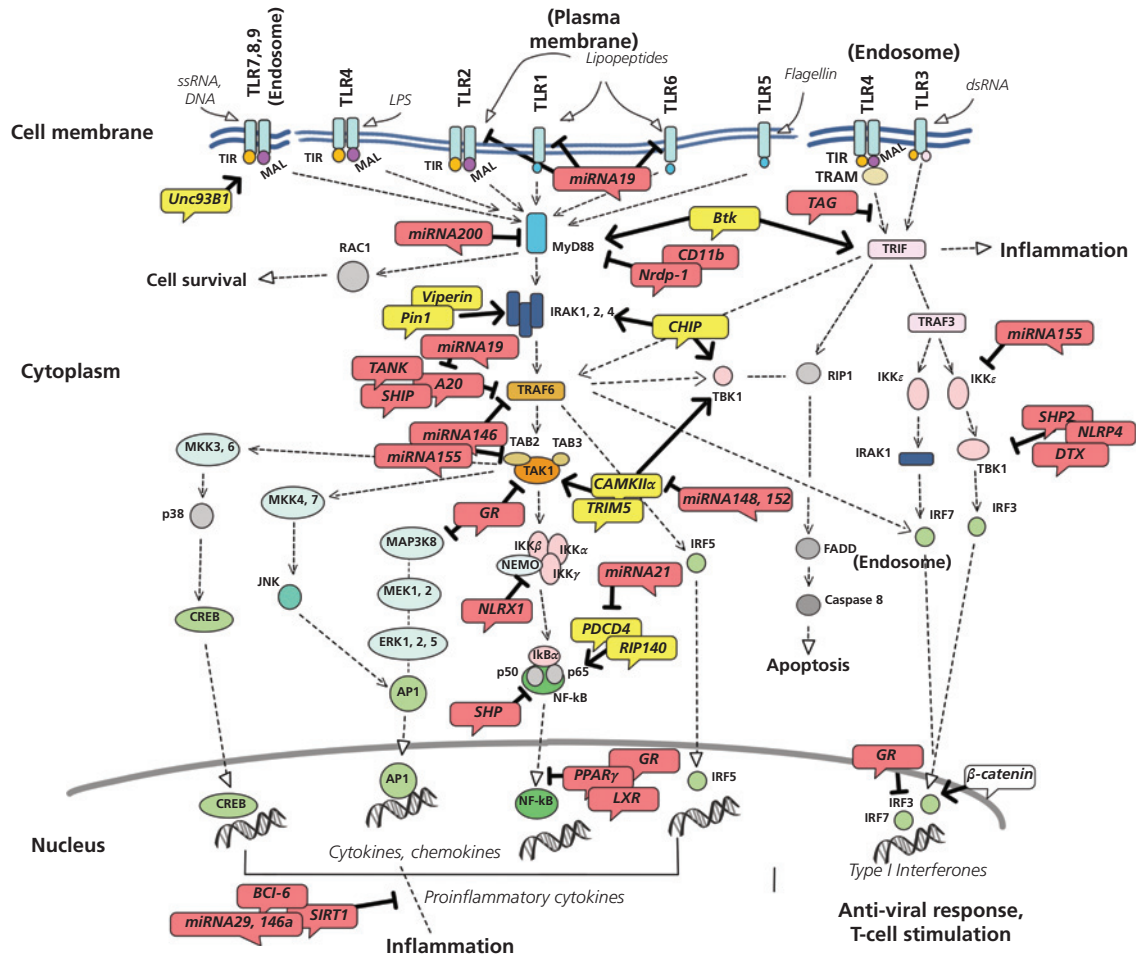 (Plasma
membrane)
(Endosome)
TLR7,8,9
(Endosome)
TLR4
TLR2
TLR1
TLR6
TLR5
TLR4
TLR3
ssRNA,
DNA
LPS
Lipopeptides
Flagellin
dsRNA
Cell membrane
TIR
MAL
TIR
MAL
TIR
MAL
TIR
MAL
TRAM
Unc93B1
miRNA19
TAG
miRNA200
MyD88
Btk
CD11b
Nrdp-1
TRIF
Inflammation
RAC1
Cell survival
Viperin
Pin1
IRAK1, 2, 4
CHIP
TRAF3
miRNA155
Cytoplasm
miRNA19
TANK
A20
SHIP
TRAF6
TBK1
RIP1
IKKε
IKKε
miRNA146
miRNA155
TAB2
TAB3
TAK1
MKK3, 6
MKK4, 7
IRAK1
TBK1
SHP2
NLRP4
DTX
CAMKIIα
TRIM5
miRNA148, 152
p38
GR
MAP3K8
IRF7
IRF3
IKKβ
IKKα
NEMO
IKKγ
IRF5
FADD
(Endosome)
JNK
MEK1, 2
NLRX1
miRNA21
Caspase 8
CREB
ERK1, 2, 5
PDCD4
RIP140
IkBα
p50
p65
NF-kB
Apoptosis
AP1
SHP
AP1
CREB
NF-kB
GR
PPARγ
LXR
IRF5
GR
β-catenin
IRF3
IRF7
Nucleus
Cytokines, chemokines
Type I Interferones
Proinflammatory cytokines
BCI-6
SIRT1
miRNA29, 146a
Inflammation
Anti-viral response,
T-cell stimulation